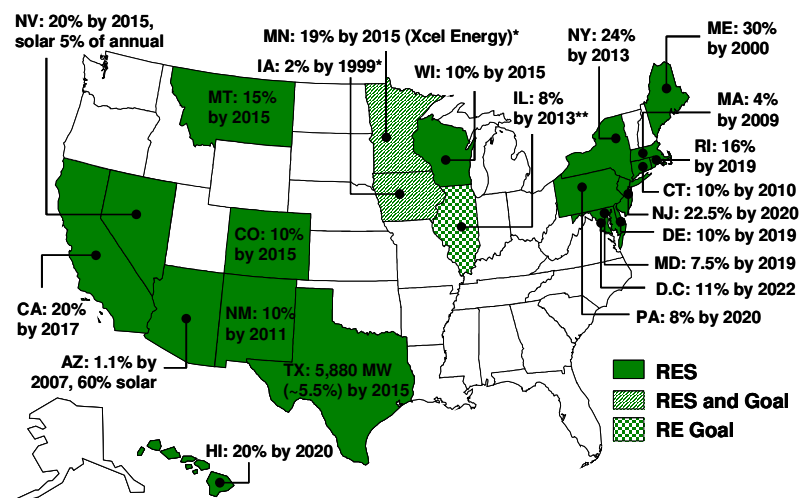 NV: 20% by 2015,
solar 5% of annual
MN: 19% by 2015 (Xcel Energy)*
IA: 2% by 1999*
WI: 10% by 2015
IL: 8%
by 2013**
NY: 24%
by 2013
ME: 30%
by 2000
MA: 4%
by 2009
RI: 16%
by 2019
CT: 10% by 2010
NJ: 22.5% by 2020
DE: 10% by 2019
MD: 7.5% by 2019
D.C: 11% by 2022
PA: 8% by 2020
MT: 15%
by 2015
CO: 10%
by 2015
CA: 20%
by 2017
NM: 10%
by 2011
AZ: 1.1% by
2007, 60% solar
TX: 5,880 MW
(~5.5%) by 2015
HI: 20% by 2020
RES
RES and Goal
RE Goal